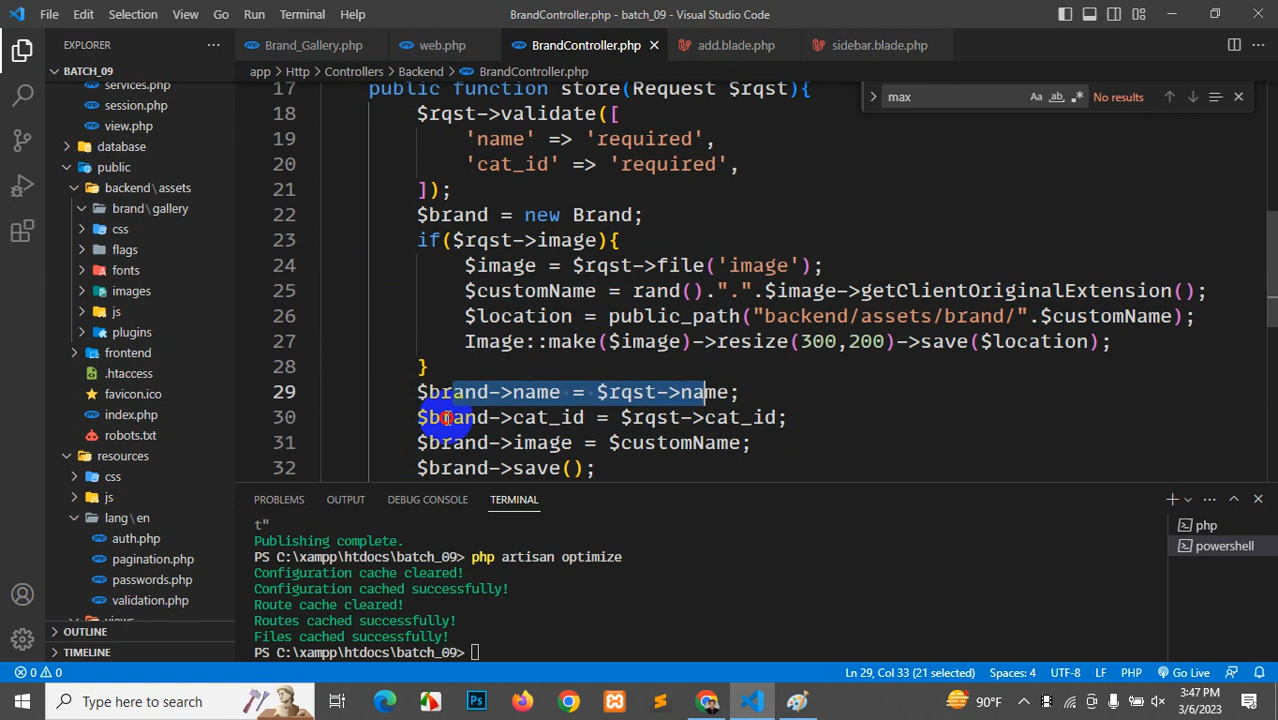 File Edit Selection View Go Run Terminal Help BrandController.php - batch_09 - Visual Studio Code
EXPLORER ··· Brand_Gallery.php web.php BrandController.php add.blade.php sidebar.blade.php
BATCH_09
services.php
session.php
view.php
database
public
backend\assets
brand\gallery
css
flags
fonts
images
js
plugins
frontend
.htaccess
favicon.ico
index.php
robots.txt
resources
css
js
lang\en
auth.php
pagination.php
passwords.php
validation.php
views
OUTLINE
TIMELINE
app > Http > Controllers > Backend > BrandController.php
max Aa ab .* No results
17 public function store(Request $rqst){
18 $rqst->validate([
19 'name' => 'required',
20 'cat_id' => 'required',
21 ]);
22 $brand = new Brand;
23 if($rqst->image){
24 $image = $rqst->file('image');
25 $customName = rand().".".$image->getClientOriginalExtension();
26 $location = public_path("backend/assets/brand/".$customName);
27 Image::make($image)->resize(300,200)->save($location);
28 }
29 $brand->name = $rqst->name;
30 $brand->cat_id = $rqst->cat_id;
31 $brand->image = $customName;
32 $brand->save();
PROBLEMS OUTPUT DEBUG CONSOLE TERMINAL
t"
Publishing complete.
PS C:\xampp\htdocs\batch_09> php artisan optimize
Configuration cache cleared!
Configuration cached successfully!
Route cache cleared!
Routes cached successfully!
Files cached successfully!
PS C:\xampp\htdocs\batch_09>
php
powershell
0 0 Ln 29, Col 33 (21 selected) Spaces: 4 UTF-8 LF PHP Go Live
Type here to search 90°F 3:47 PM
3/6/2023